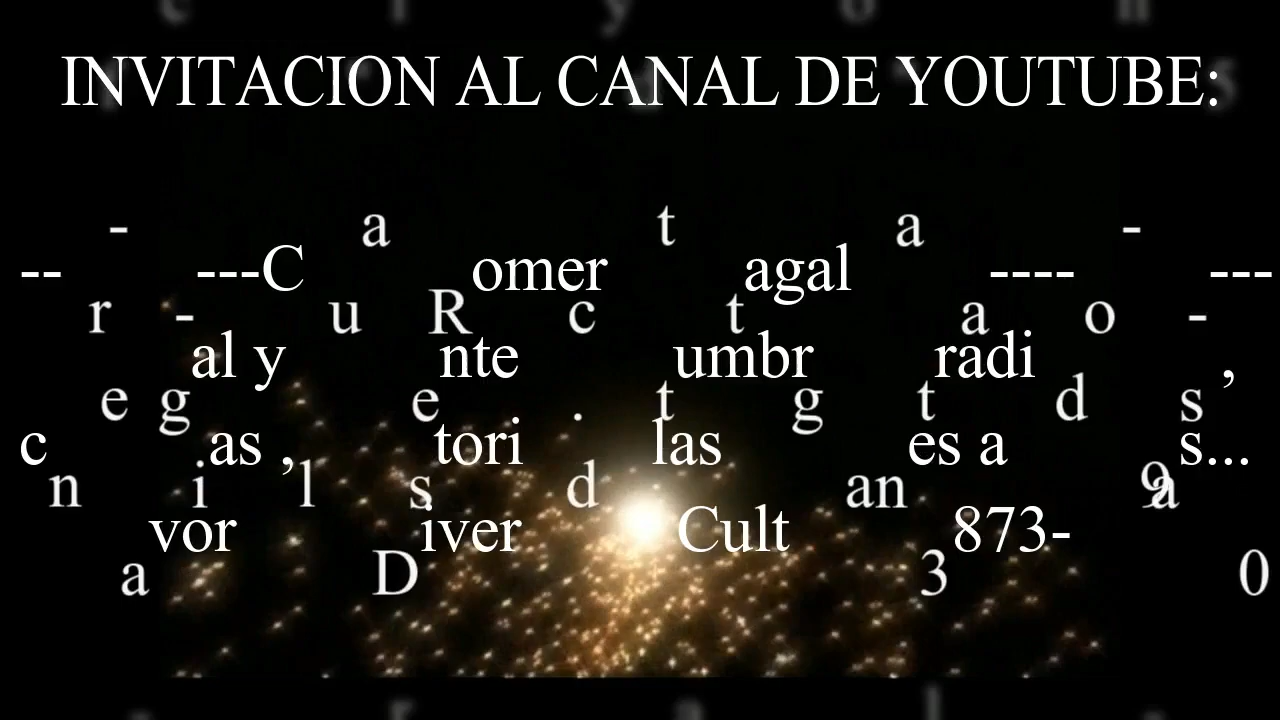 INVITACION AL CANAL DE YOUTUBE:
- a t a -
-- ---C omer agal ---- ---
r - u R c t a o -
al y nte umbr radi ,
e g e . t g t d s
c as , tori las es a s...
n i l s d an 9 a
vor iver Cult 873-
a D 3 0